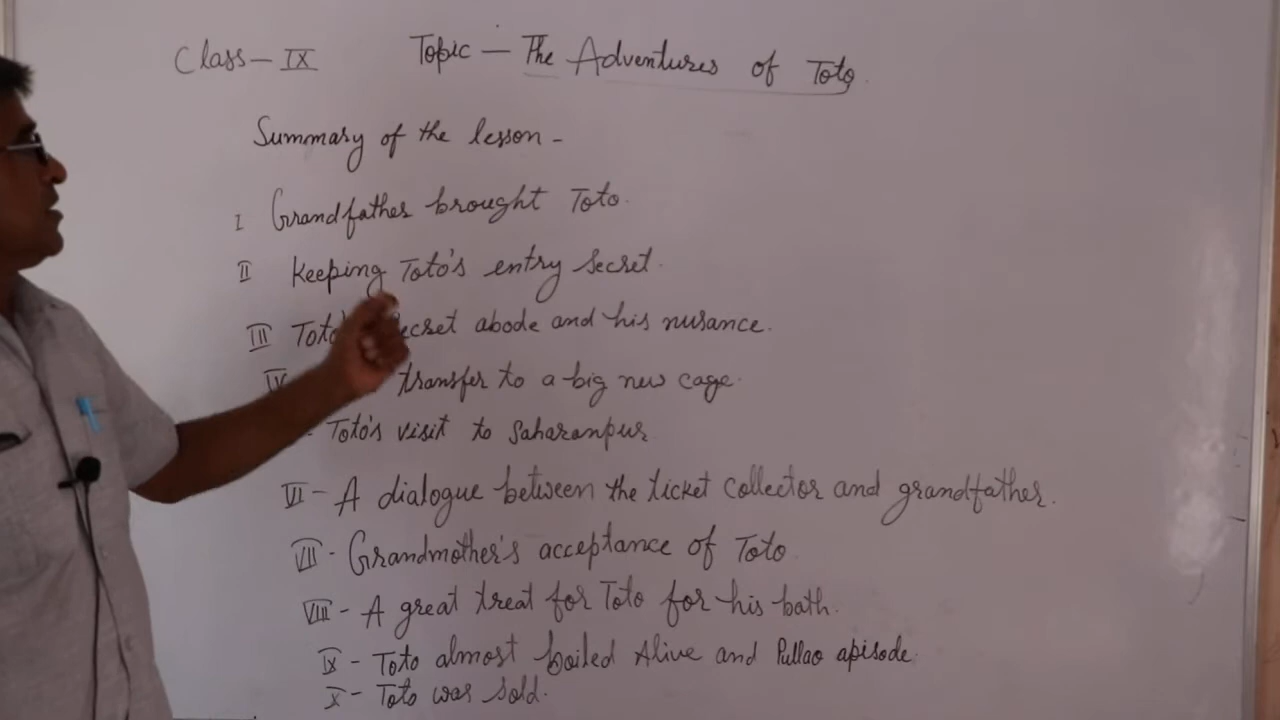 Class - IX Topic - The Adventures of Toto.
Summary of the lesson -
I Grandfather brought Toto.
II Keeping Toto's entry secret.
III Toto's secret abode and his nusance.
IV transfer to a big new cage.
- Toto's visit to Saharanpur.
VI - A dialogue between the ticket collector and grandfather.
VII - Grandmother's acceptance of Toto
VIII - A great treat for Toto for his bath.
IX - Toto almost boiled Alive and Pullao apisode.
X - Toto was sold.